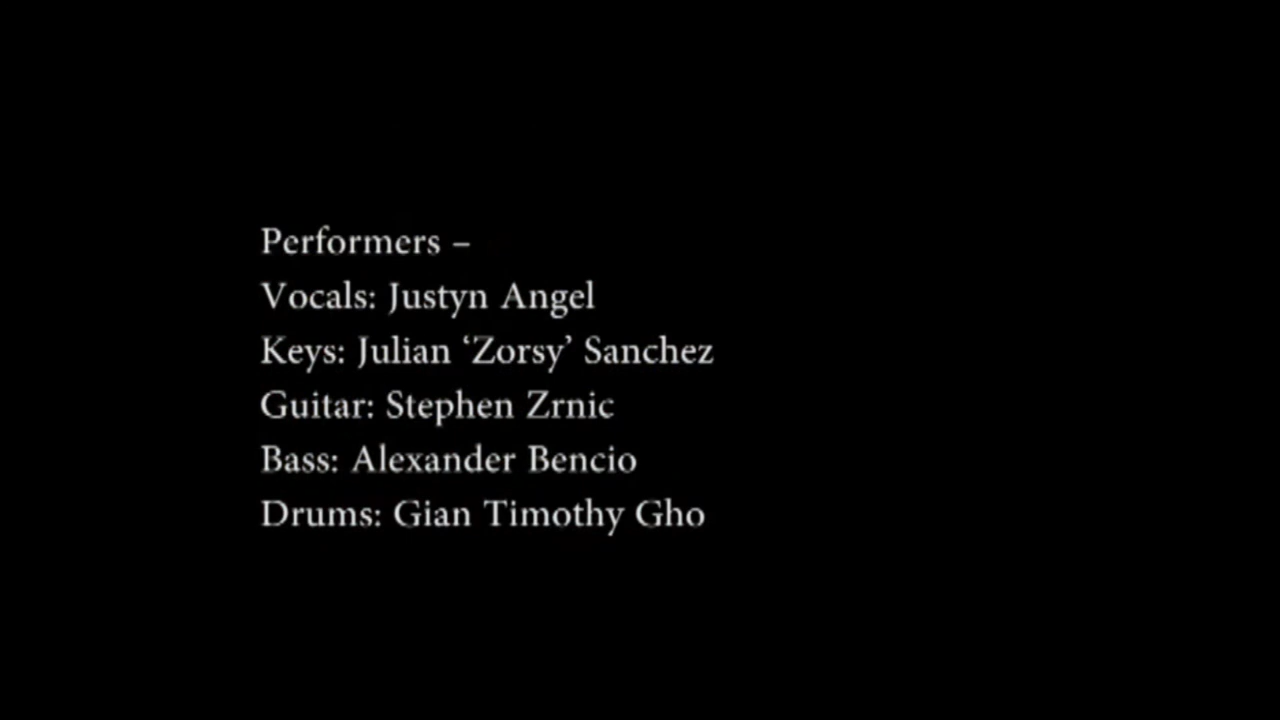 Performers –
Vocals: Justyn Angel
Keys: Julian ‘Zorsy’ Sanchez
Guitar: Stephen Zrnic
Bass: Alexander Bencio
Drums: Gian Timothy Gho